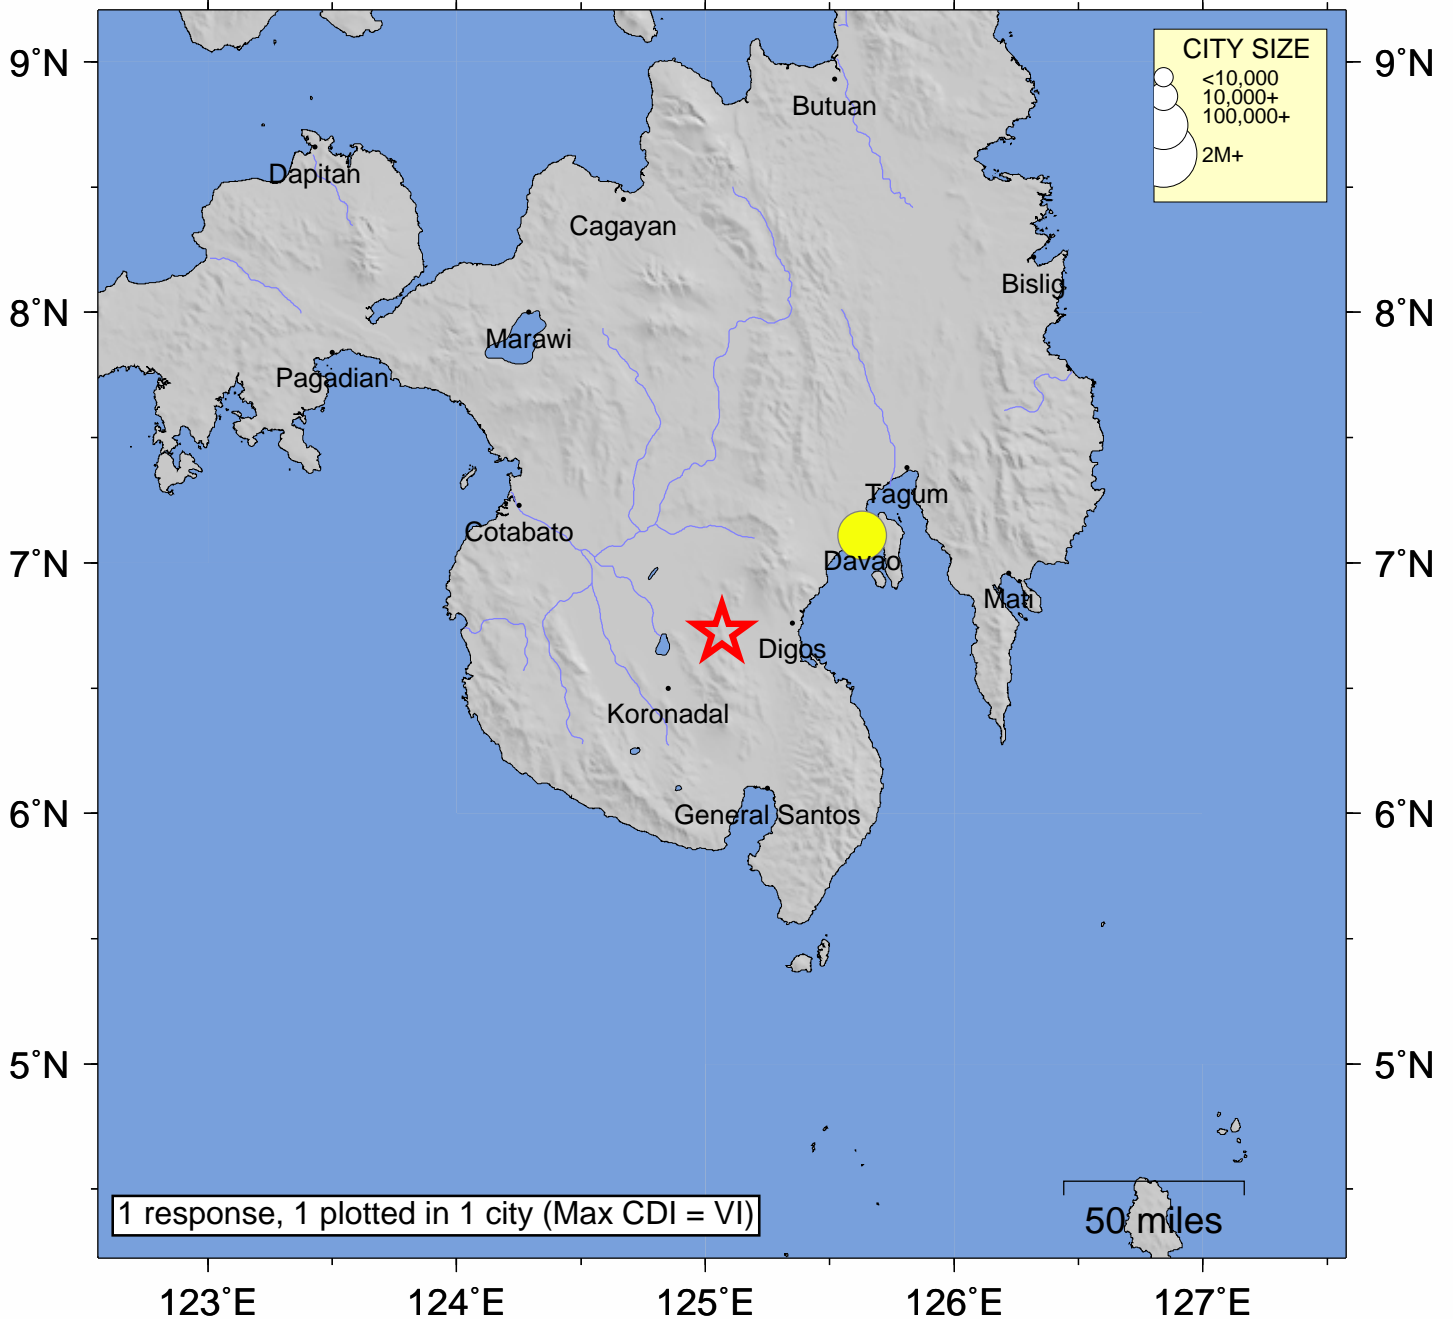 9°N
9°N
CITY SIZE
<10,000
10,000+
100,000+
2M+
Butuan
Dapitan
Cagayan
Bislig
8°N
8°N
Marawi
Pagadian
Tagum
Cotabato
7°N
Davao
7°N
Mati
Digos
Koronadal
6°N
General Santos
6°N
5°N
5°N
1 response, 1 plotted in 1 city (Max CDI = VI)
50 miles
123°E
124°E
125°E
126°E
127°E